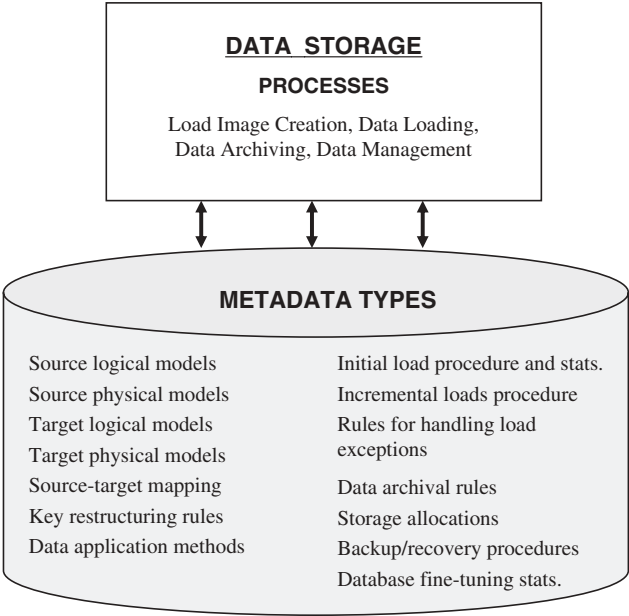 DATA STORAGE
PROCESSES
Load Image Creation, Data Loading,
Data Archiving, Data Management
METADATA TYPES
Source logical models
Source physical models
Target logical models
Target physical models
Source-target mapping
Key restructuring rules
Data application methods
Initial load procedure and stats.
Incremental loads procedure
Rules for handling load
exceptions
Data archival rules
Storage allocations
Backup/recovery procedures
Database fine-tuning stats.